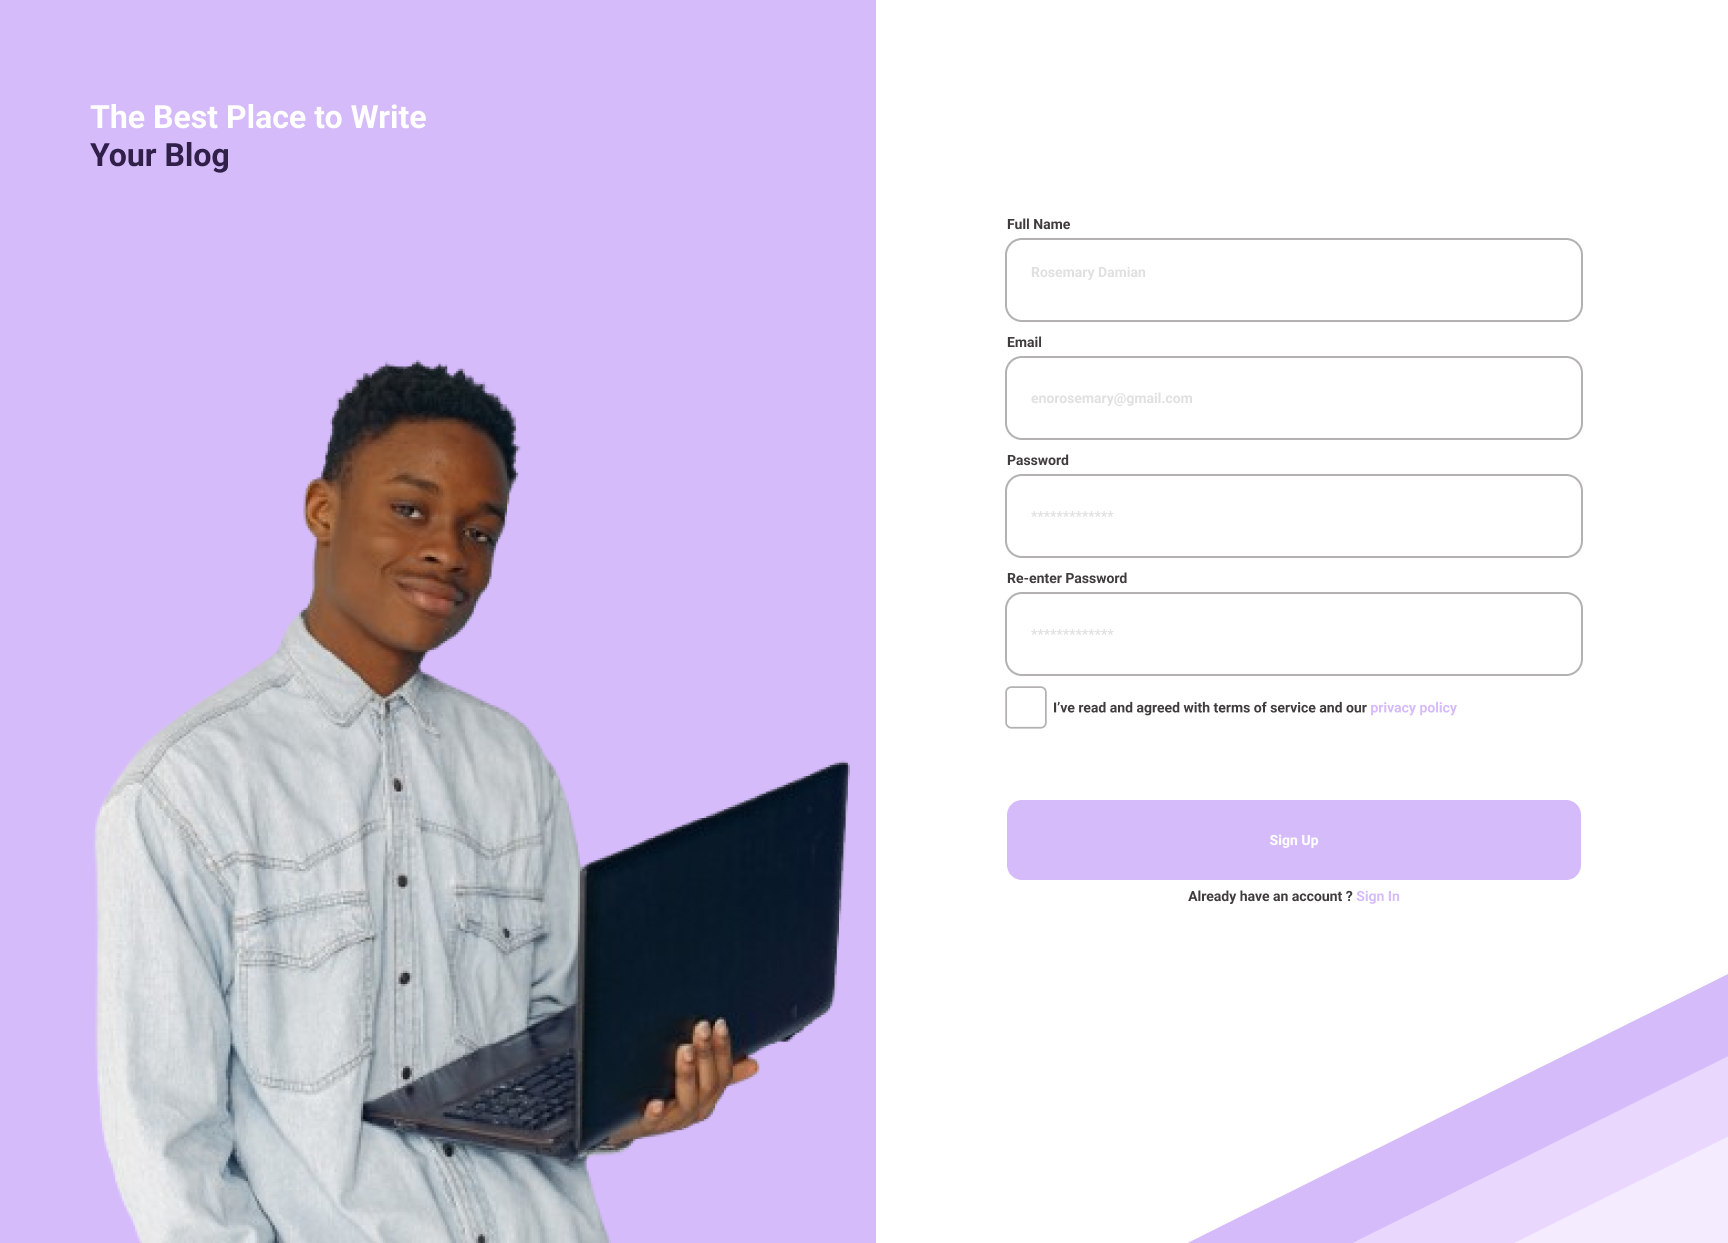 The Best Place to Write
Your Blog
Full Name
Rosemary Damian
Email
enorosemary@gmail.com
Password
*************
Re-enter Password
*************
I’ve read and agreed with terms of service and our privacy policy
Sign Up
Already have an account ? Sign In